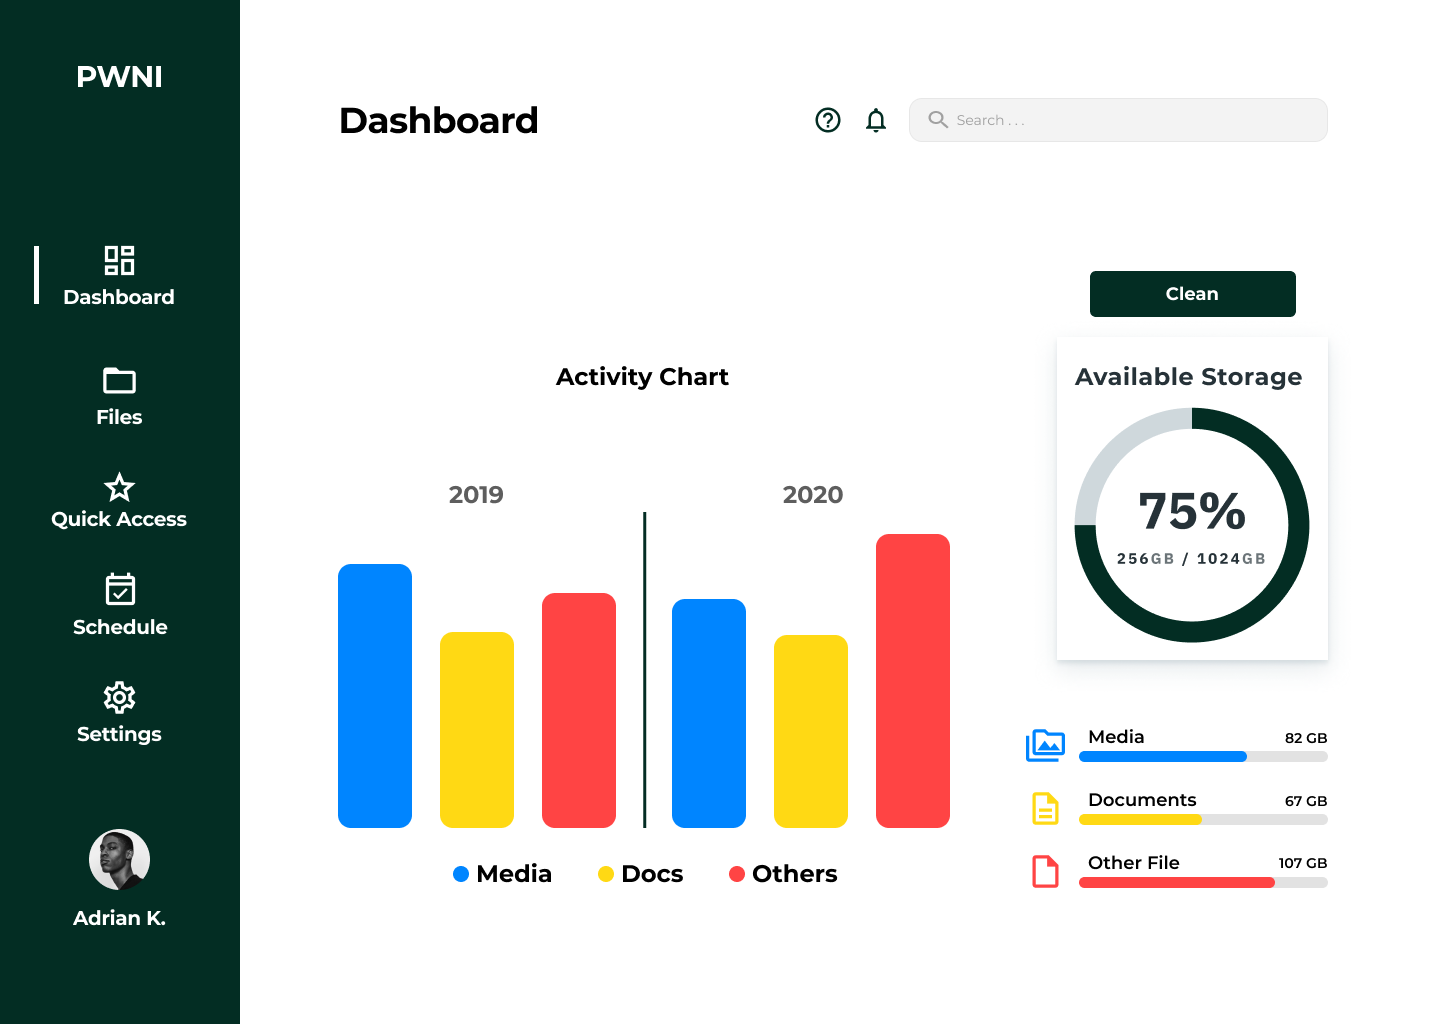 PWNI
Dashboard
Files
Quick Access
Schedule
Settings
Adrian K.
Dashboard
Search . . .
Clean
Activity Chart
2019
2020
Media
Docs
Others
Available Storage
75%
256GB / 1024GB
Media
82 GB
Documents
67 GB
Other File
107 GB